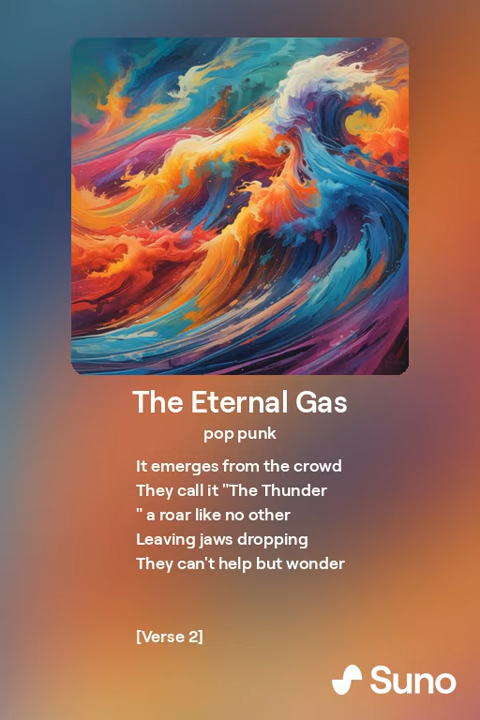 The Eternal Gas
pop punk
It emerges from the crowd
They call it "The Thunder
" a roar like no other
Leaving jaws dropping
They can't help but wonder
[Verse 2]
Suno